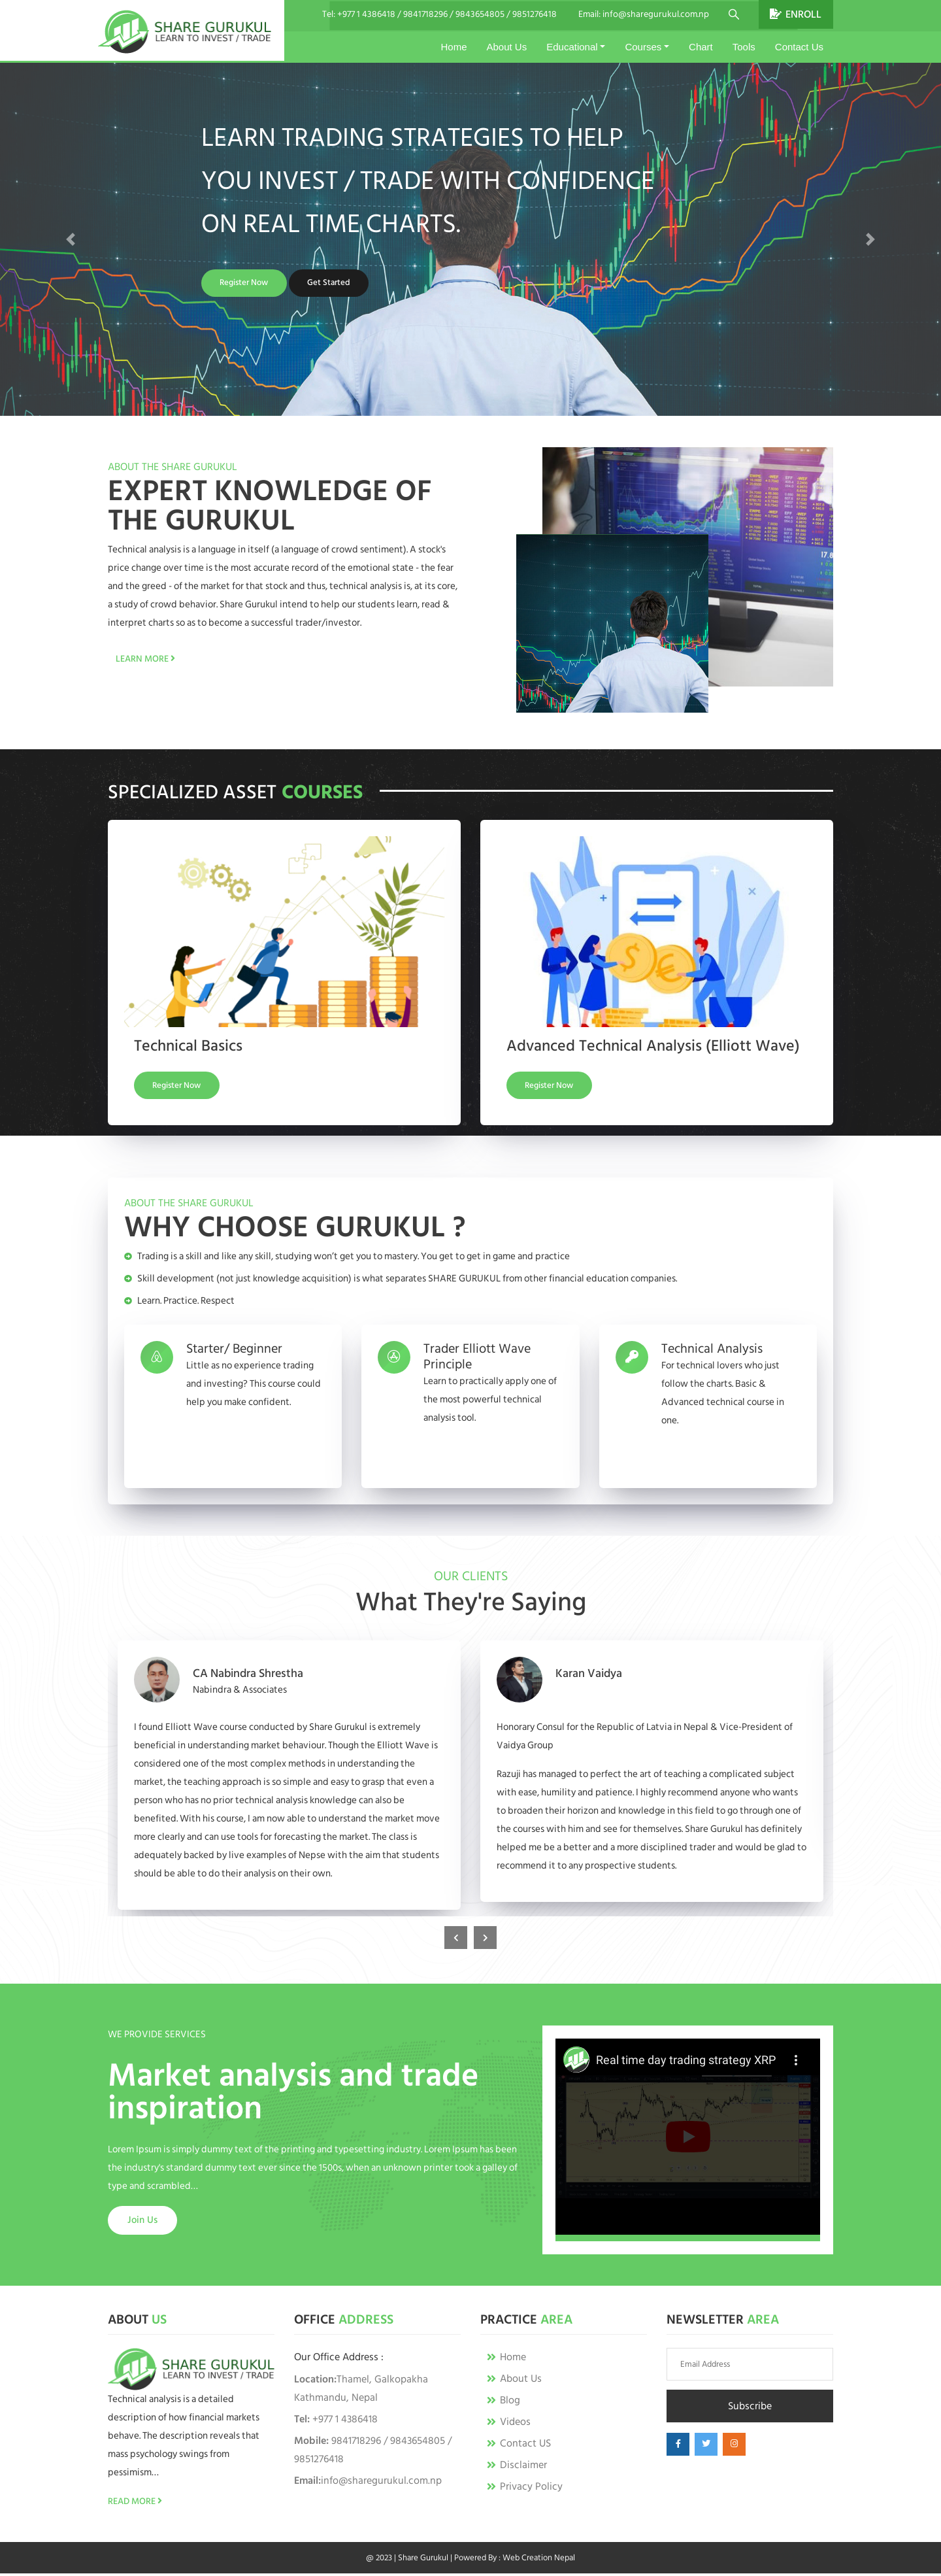 SHARE GURUKUL
LEARN TO INVEST / TRADE
Tel: +977 1 4386418 / 9841718296 / 9843654805 / 9851276418
Email: info@sharegurukul.com.np
ENROLL
Home
About Us
Educational
Courses
Chart
Tools
Contact Us
LEARN TRADING STRATEGIES TO HELP
YOU INVEST / TRADE WITH CONFIDENCE
ON REAL TIME CHARTS.
Register Now
Get Started
ABOUT THE SHARE GURUKUL
EXPERT KNOWLEDGE OF
THE GURUKUL
Technical analysis is a language in itself (a language of crowd sentiment). A stock's
price change over time is the most accurate record of the emotional state - the fear
and the greed - of the market for that stock and thus, technical analysis is, at its core,
a study of crowd behavior. Share Gurukul intend to help our students learn, read &
interpret charts so as to become a successful trader/investor.
LEARN MORE
SPECIALIZED ASSET COURSES
Technical Basics
Register Now
Advanced Technical Analysis (Elliott Wave)
Register Now
ABOUT THE SHARE GURUKUL
WHY CHOOSE GURUKUL ?
Trading is a skill and like any skill, studying won't get you to mastery. You get to get in game and practice
Skill development (not just knowledge acquisition) is what separates SHARE GURUKUL from other financial education companies.
Learn. Practice. Respect
Starter/ Beginner
Little as no experience trading
and investing? This course could
help you make confident.
Trader Elliott Wave
Principle
Learn to practically apply one of
the most powerful technical
analysis tool.
Technical Analysis
For technical lovers who just
follow the charts. Basic &
Advanced technical course in
one.
OUR CLIENTS
What They're Saying
CA Nabindra Shrestha
Nabindra & Associates
I found Elliott Wave course conducted by Share Gurukul is extremely
beneficial in understanding market behaviour. Though the Elliott Wave is
considered one of the most complex methods in understanding the
market, the teaching approach is so simple and easy to grasp that even a
person who has no prior technical analysis knowledge can also be
benefited. With his course, I am now able to understand the market move
more clearly and can use tools for forecasting the market. The class is
adequately backed by live examples of Nepse with the aim that students
should be able to do their analysis on their own.
Karan Vaidya
Honorary Consul for the Republic of Latvia in Nepal & Vice-President of
Vaidya Group
Razuji has managed to perfect the art of teaching a complicated subject
with ease, humility and patience. I highly recommend anyone who wants
to broaden their horizon and knowledge in this field to go through one of
the courses with him and see for themselves. Share Gurukul has definitely
helped me be a better and a more disciplined trader and would be glad to
recommend it to any prospective students.
WE PROVIDE SERVICES
Market analysis and trade
inspiration
Lorem Ipsum is simply dummy text of the printing and typesetting industry. Lorem Ipsum has been
the industry's standard dummy text ever since the 1500s, when an unknown printer took a galley of
type and scrambled...
Join Us
Real time day trading strategy XRP
ABOUT US
SHARE GURUKUL
LEARN TO INVEST / TRADE
Technical analysis is a detailed
description of how financial markets
behave. The description reveals that
mass psychology swings from
pessimism...
READ MORE
OFFICE ADDRESS
Our Office Address :
Location:Thamel, Galkopakha
Kathmandu, Nepal
Tel: +977 1 4386418
Mobile: 9841718296 / 9843654805 /
9851276418
Email:info@sharegurukul.com.np
PRACTICE AREA
Home
About Us
Blog
Videos
Contact US
Disclaimer
Privacy Policy
NEWSLETTER AREA
Email Address
Subscribe
@ 2023 | Share Gurukul | Powered By : Web Creation Nepal